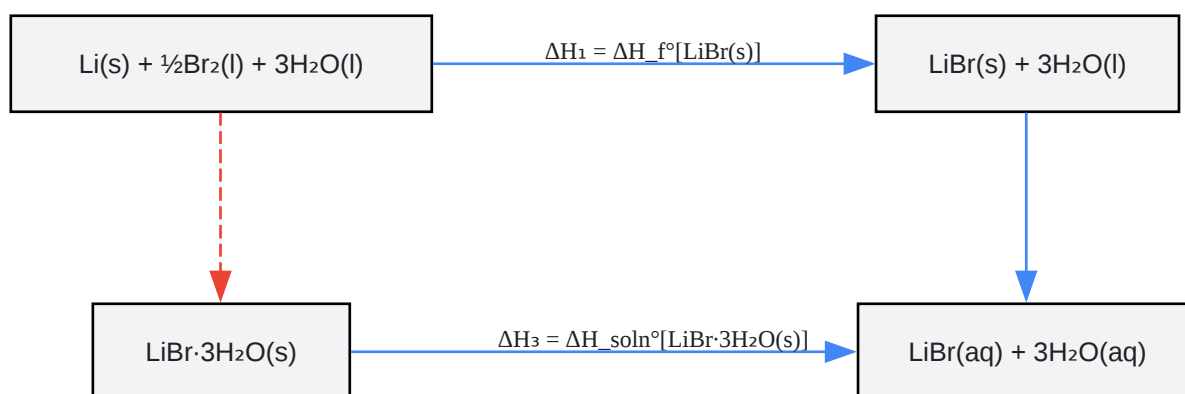 Li(s) + ½Br₂(l) + 3H₂O(l)
ΔH₁ = ΔH_f°[LiBr(s)]
LiBr(s) + 3H₂O(l)
LiBr·3H₂O(s)
ΔH₃ = ΔH_soln°[LiBr·3H₂O(s)]
LiBr(aq) + 3H₂O(aq)